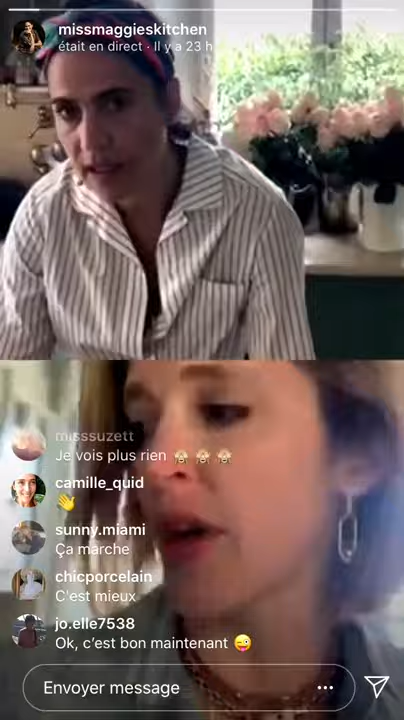 missmaggieskitchen
était en direct · Il y a 23 h
misssuzett
Je vois plus rien 🙈 🙈 🙈
camille_quid
👋
sunny.miami
Ça marche
chicporcelain
C'est mieux
jo.elle7538
Ok, c’est bon maintenant 😜
Envoyer message